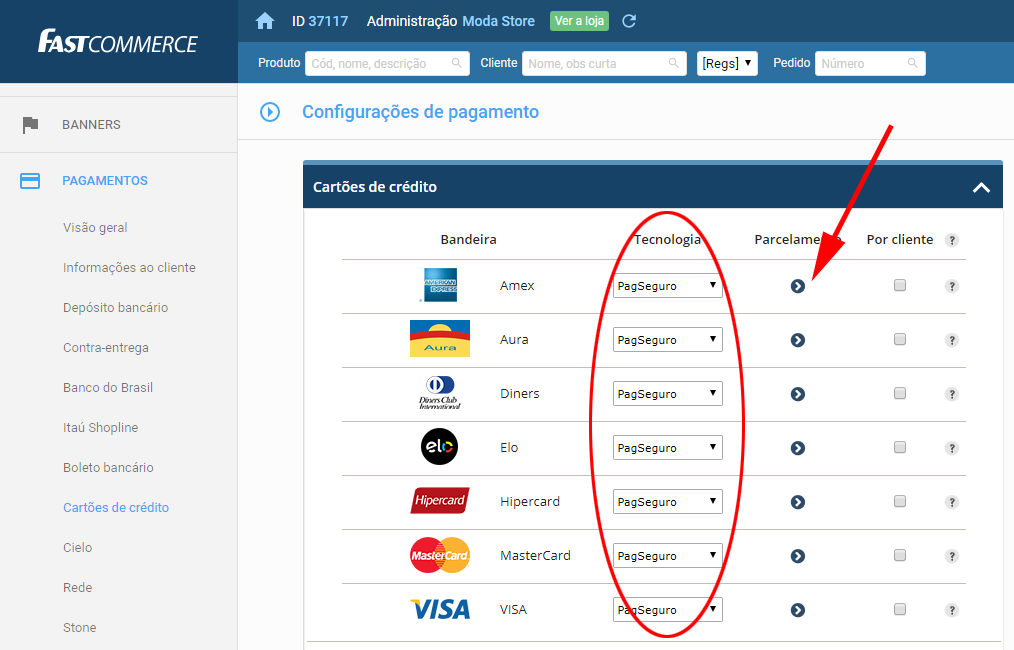 FASTCOMMERCE
ID 37117 Administração Moda Store Ver a loja
Produto Cód, nome, descrição Cliente Nome, obs curta [Regs] Pedido Número
BANNERS
PAGAMENTOS
Visão geral
Informações ao cliente
Depósito bancário
Contra-entrega
Banco do Brasil
Itaú Shopline
Boleto bancário
Cartões de crédito
Cielo
Rede
Stone
Configurações de pagamento
Cartões de crédito
Bandeira Tecnologia Parcelamento Por cliente ?
AMERICAN EXPRESS Amex PagSeguro ?
Aura Aura PagSeguro ?
Diners Club International Diners PagSeguro ?
elo Elo PagSeguro ?
Hipercard Hipercard PagSeguro ?
MasterCard MasterCard PagSeguro ?
VISA VISA PagSeguro ?